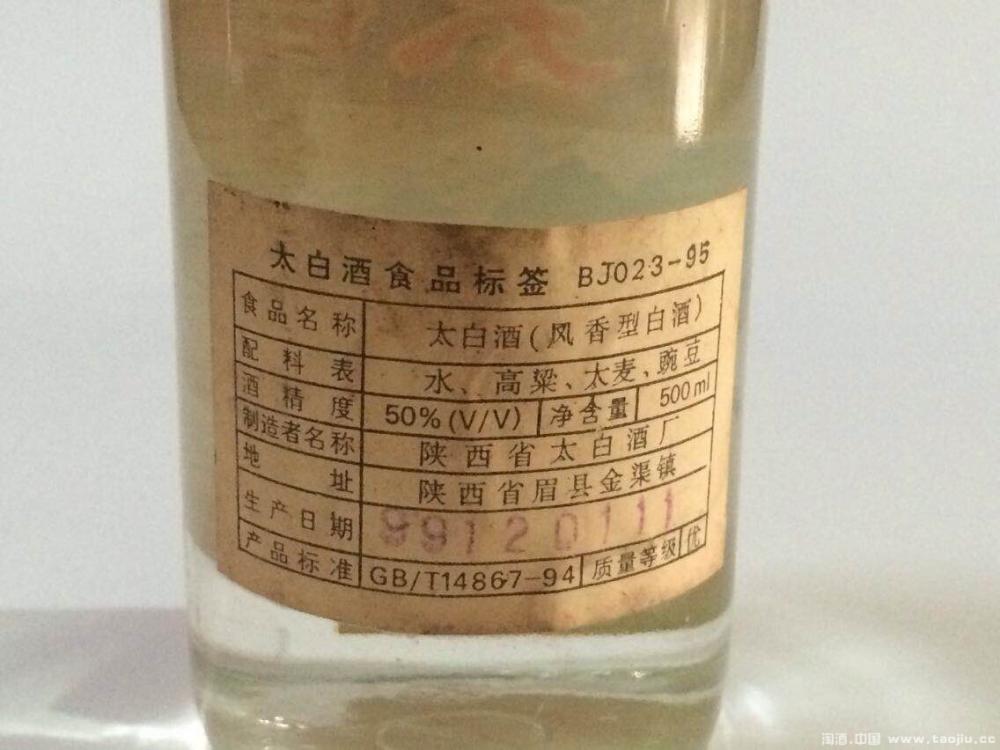 太白酒食品标签 BJ023-95
食品名称 太白酒(凤香型白酒)
配料表 水、高粱、大麦、豌豆
酒精度 50%(V/V) 净含量 500ml
制造者名称 陕西省太白酒厂
地址 陕西省眉县金渠镇
生产日期 99120111
产品标准 GB/T14867-94 质量等级 优
淘酒.中国 www.taojiu.cc